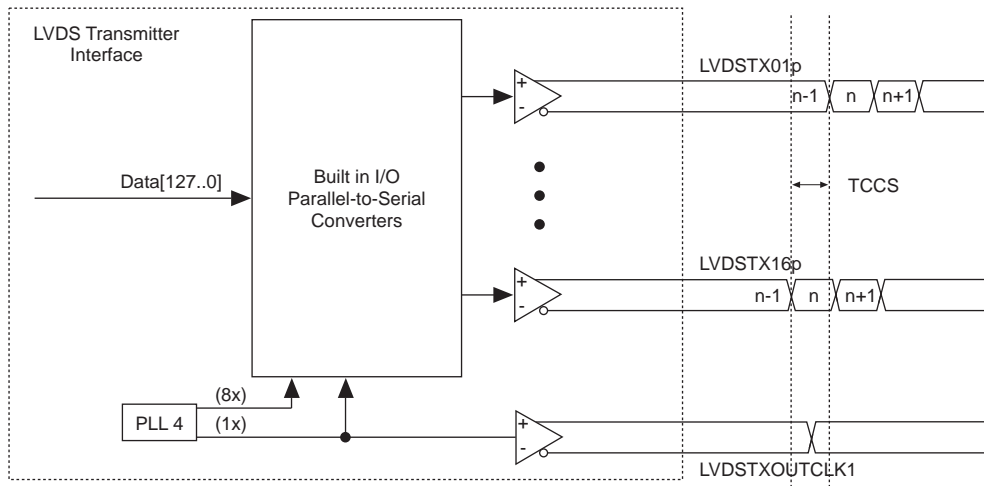 LVDS Transmitter
Interface
LVDSTX01p
+
-
n-1
n
n+1
Data[127..0]
Built in I/O
Parallel-to-Serial
Converters
TCCS
LVDSTX16p
+
-
n-1
n
n+1
(8x)
PLL 4
(1x)
+
-
LVDSTXOUTCLK1